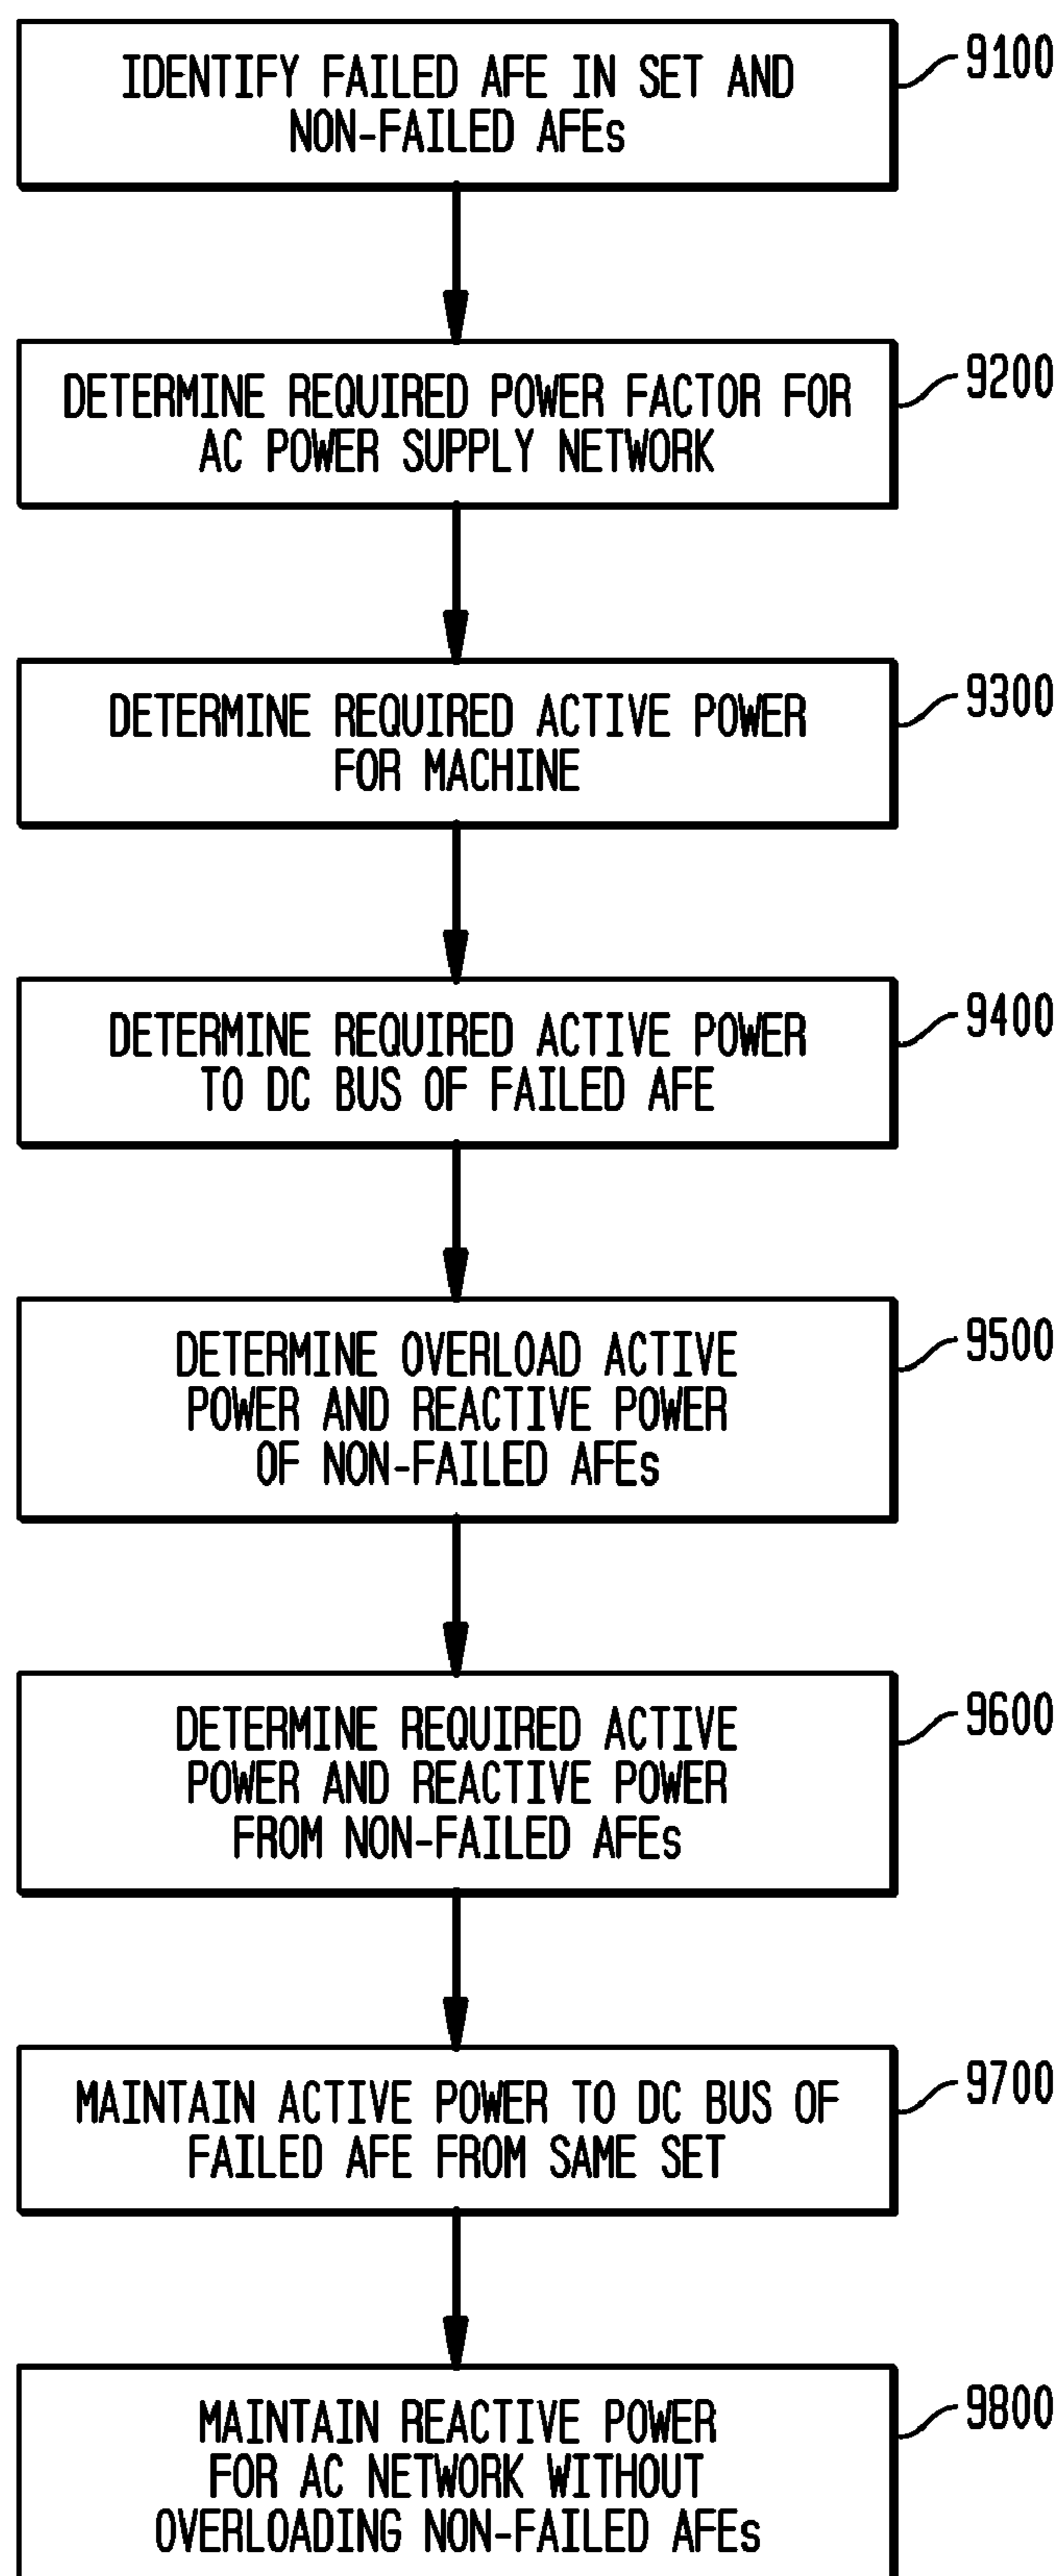 IDENTIFY FAILED AFE IN SET AND
NON-FAILED AFEs
9100
DETERMINE REQUIRED POWER FACTOR FOR
AC POWER SUPPLY NETWORK
9200
DETERMINE REQUIRED ACTIVE POWER
FOR MACHINE
9300
DETERMINE REQUIRED ACTIVE POWER
TO DC BUS OF FAILED AFE
9400
DETERMINE OVERLOAD ACTIVE
POWER AND REACTIVE POWER
OF NON-FAILED AFEs
9500
DETERMINE REQUIRED ACTIVE
POWER AND REACTIVE POWER
FROM NON-FAILED AFEs
9600
MAINTAIN ACTIVE POWER TO DC BUS OF
FAILED AFE FROM SAME SET
9700
MAINTAIN REACTIVE POWER
FOR AC NETWORK WITHOUT
OVERLOADING NON-FAILED AFEs
9800